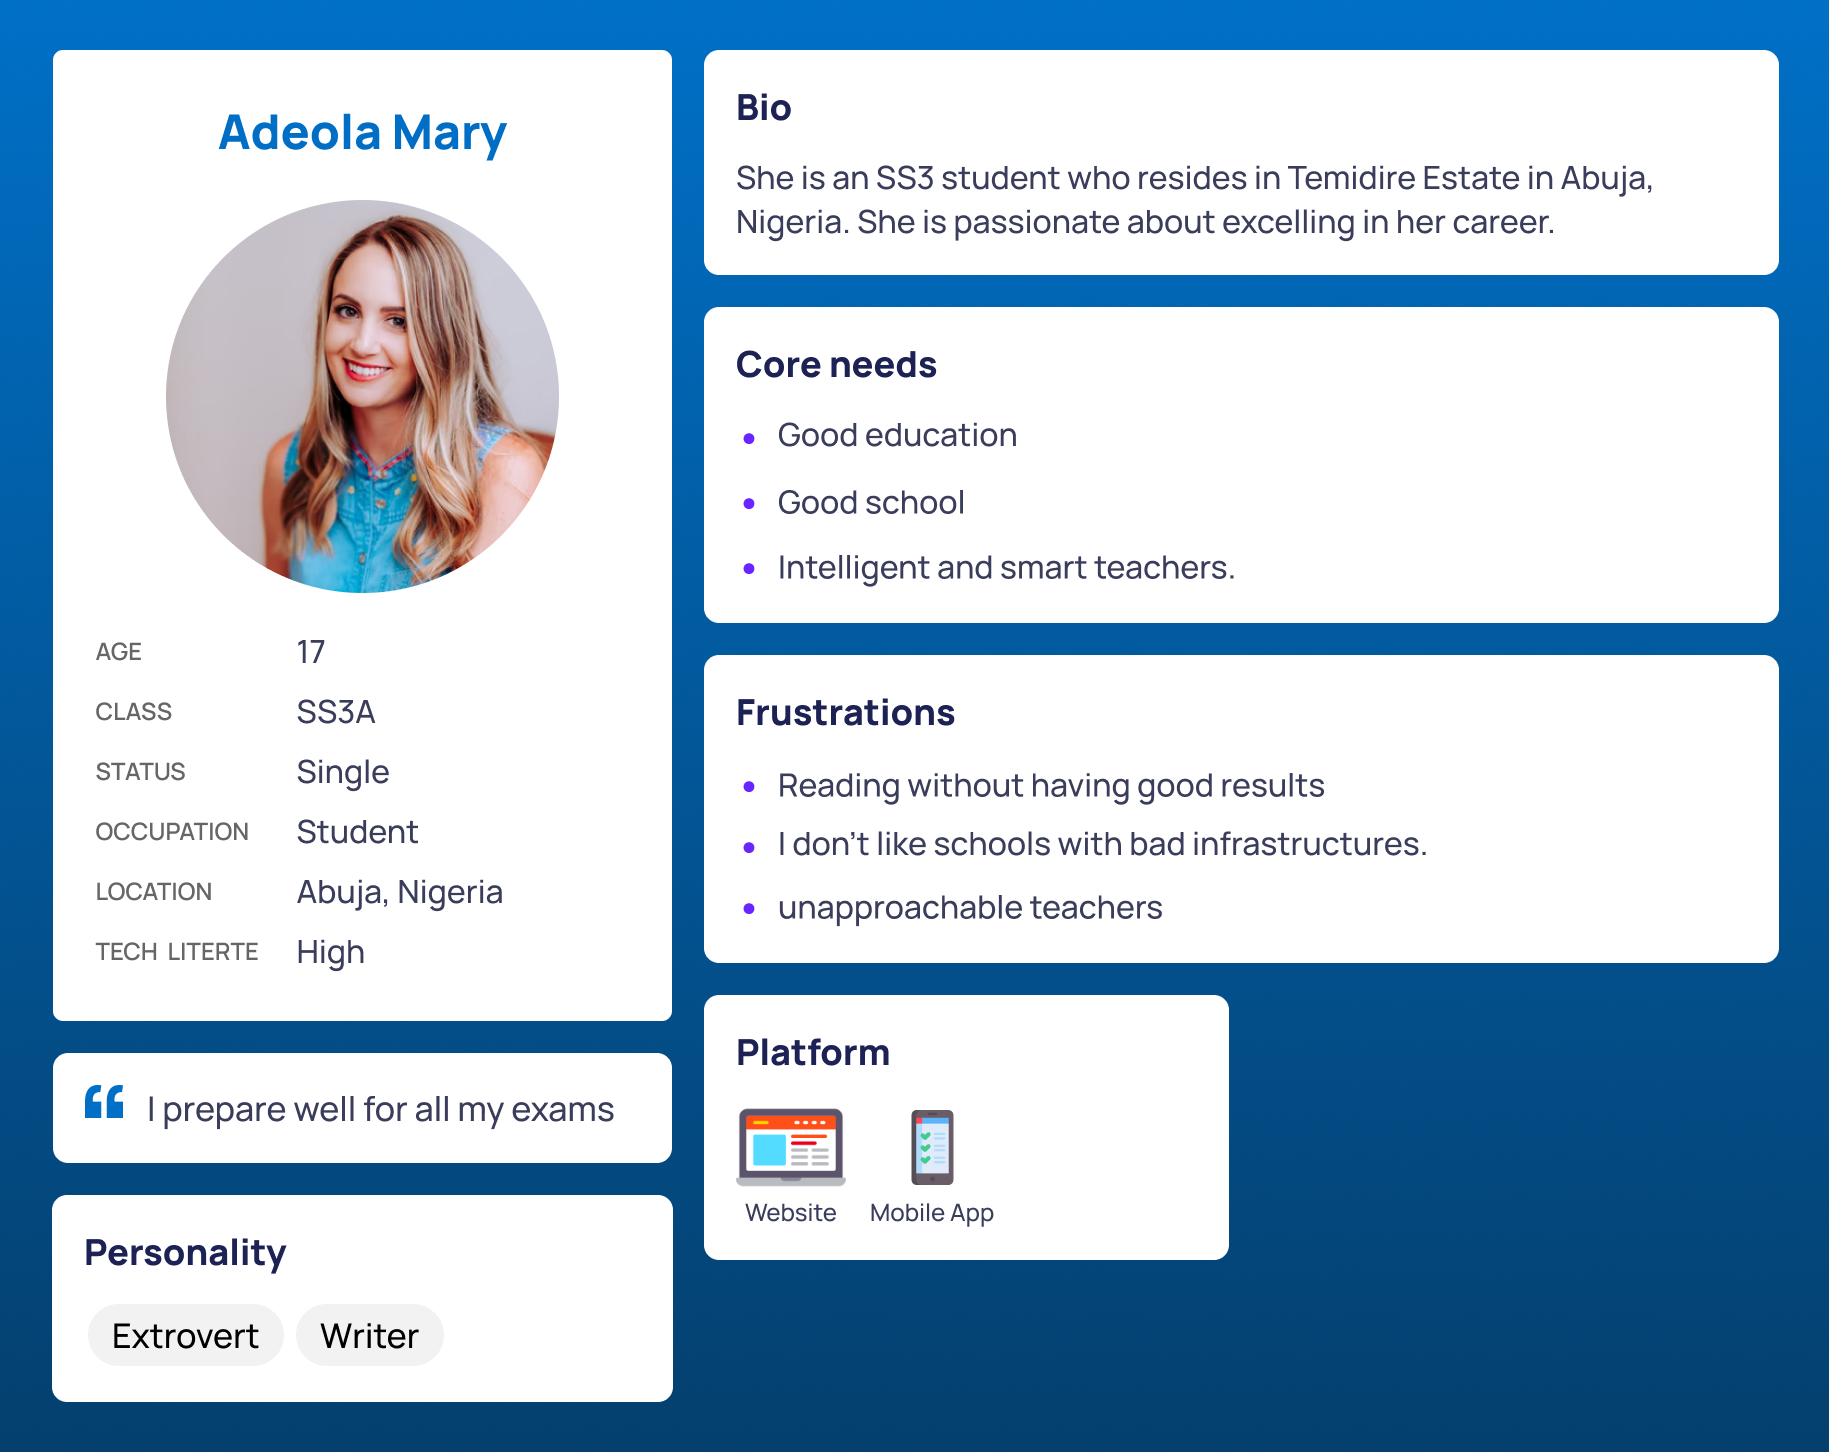 Adeola Mary
AGE 17
CLASS SS3A
STATUS Single
OCCUPATION Student
LOCATION Abuja, Nigeria
TECH LITERTE High
“ I prepare well for all my exams
Personality
Extrovert Writer
Bio
She is an SS3 student who resides in Temidire Estate in Abuja,
Nigeria. She is passionate about excelling in her career.
Core needs
• Good education
• Good school
• Intelligent and smart teachers.
Frustrations
• Reading without having good results
• I don’t like schools with bad infrastructures.
• unapproachable teachers
Platform
Website Mobile App